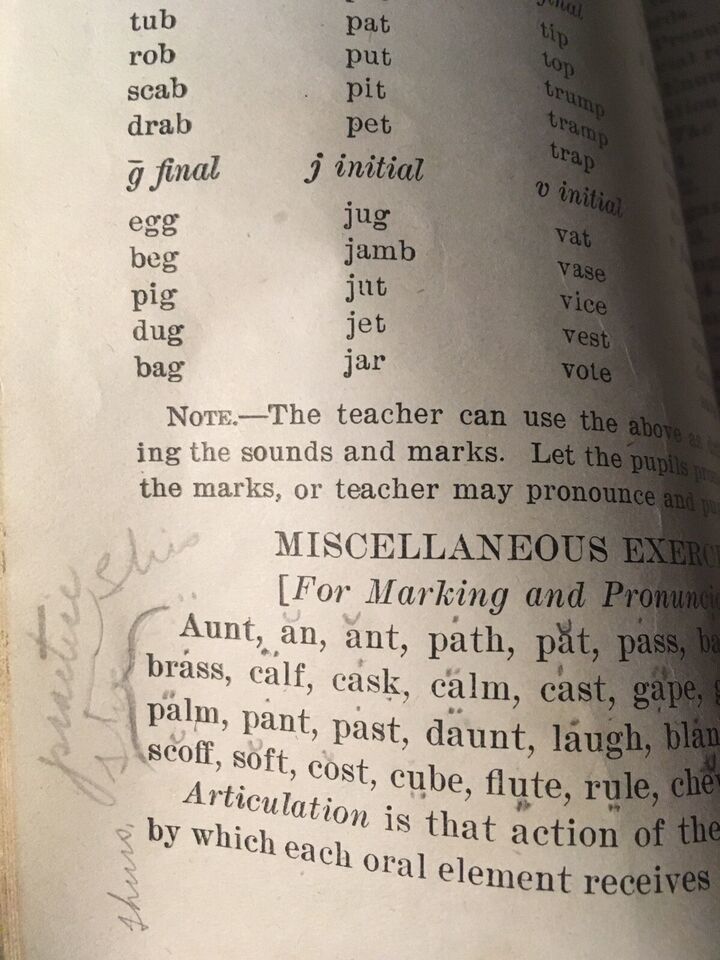 tub pat tip
rob put top
scab pit trump
drab pet tramp
trap
ḡ final j initial v initial
egg jug vat
beg jamb vase
pig jut vice
dug jet vest
bag jar vote
NOTE.—The teacher can use the above as
ing the sounds and marks. Let the pupils
the marks, or teacher may pronounce and
MISCELLANEOUS
[For Marking and
Aunt, an, ant, path, pat, pass,
brass, calf, cask, calm, cast, gape,
palm, pant, past, daunt, laugh,
scoff, soft, cost, cube, flute, rule,
Articulation is that action of the
by which each oral element receives
practice this